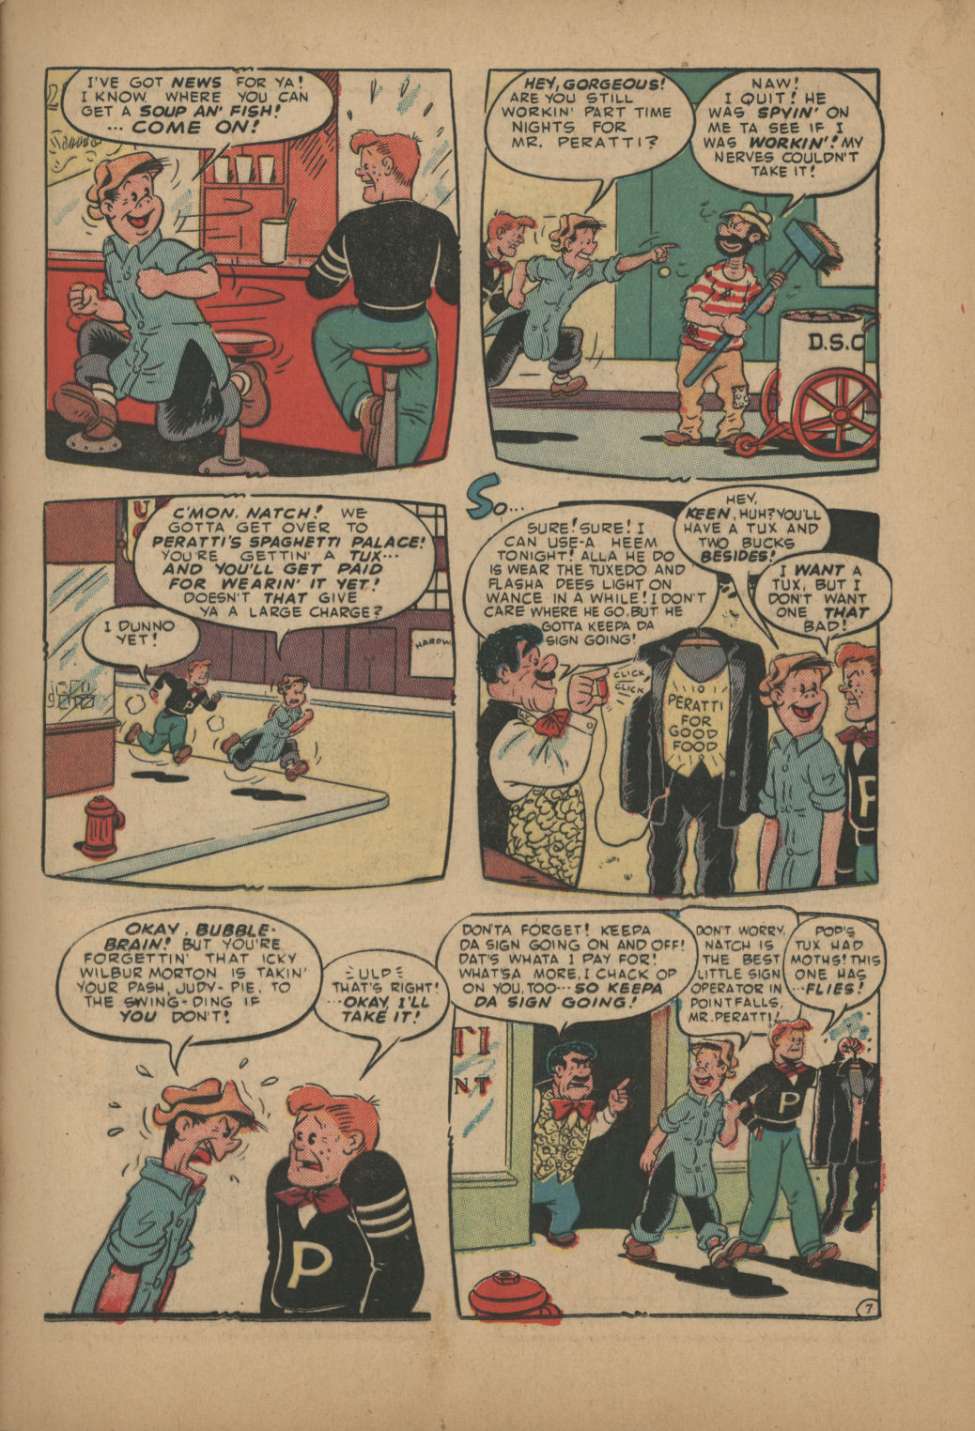 I'VE GOT NEWS FOR YA!
I KNOW WHERE YOU CAN
GET A SOUP AN' FISH!
... COME ON!
HEY, GORGEOUS!
ARE YOU STILL
WORKIN' PART TIME
NIGHTS FOR
MR. PERATTI?
NAW!
I QUIT! HE
WAS SPYIN' ON
ME TA SEE IF I
WAS WORKIN'! MY
NERVES COULDN'T
TAKE IT!
D.S.C
C'MON, NATCH! WE
GOTTA GET OVER TO
PERATTI'S SPAGHETTI PALACE!
YOU'RE GETTIN' A TUX...
AND YOU'LL GET PAID
FOR WEARIN' IT YET!
DOESN'T THAT GIVE
YA A LARGE CHARGE?
I DUNNO
YET!
HARDW
P
SO...
SURE! SURE! I
CAN USE-A HEEM
TONIGHT! ALLA HE DO
IS WEAR THE TUXEDO AND
FLASHA DEES LIGHT ON
WANCE IN A WHILE! I DON'T
CARE WHERE HE GO, BUT HE
GOTTA KEEPA DA
SIGN GOING!
HEY,
KEEN, HUH? YOU'LL
HAVE A TUX AND
TWO BUCKS
BESIDES!
I WANT A
TUX, BUT I
DON'T WANT
ONE THAT
BAD!
CLICK
CLICK
PERATTI
FOR
GOOD
FOOD
P
OKAY, BUBBLE-
BRAIN! BUT YOU'RE
FORGETTIN' THAT ICKY
WILBUR MORTON IS TAKIN'
YOUR PASH, JUDY-PIE, TO
THE SWING-DING IF
YOU DON'T!
ULP
THAT'S RIGHT!
...OKAY, I'LL
TAKE IT!
P
DONTA FORGET! KEEPA
DA SIGN GOING ON AND OFF!
DAT'S WHATA I PAY FOR!
WHAT'SA MORE, I CHACK OP
ON YOU, TOO... SO KEEPA
DA SIGN GOING!
DON'T WORRY,
NATCH IS
THE BEST
LITTLE SIGN
OPERATOR IN
POINTFALLS,
MR. PERATTI!
POP'S
TUX HAD
MOTHS! THIS
ONE HAS
...FLIES!
TI
NT
P
7